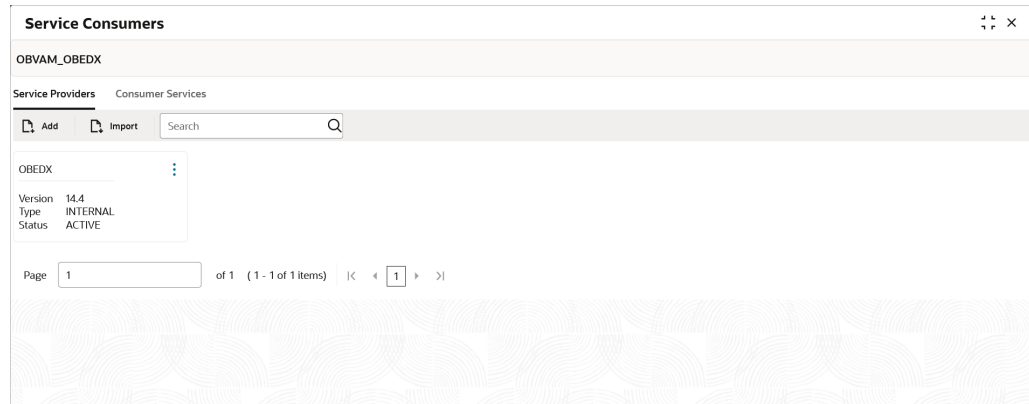 Service Consumers
OBVAM_OBEDX
Service Providers Consumer Services
Add Import Search
OBEDX
Version 14.4
Type INTERNAL
Status ACTIVE
Page 1 of 1 ( 1 - 1 of 1 items) 1